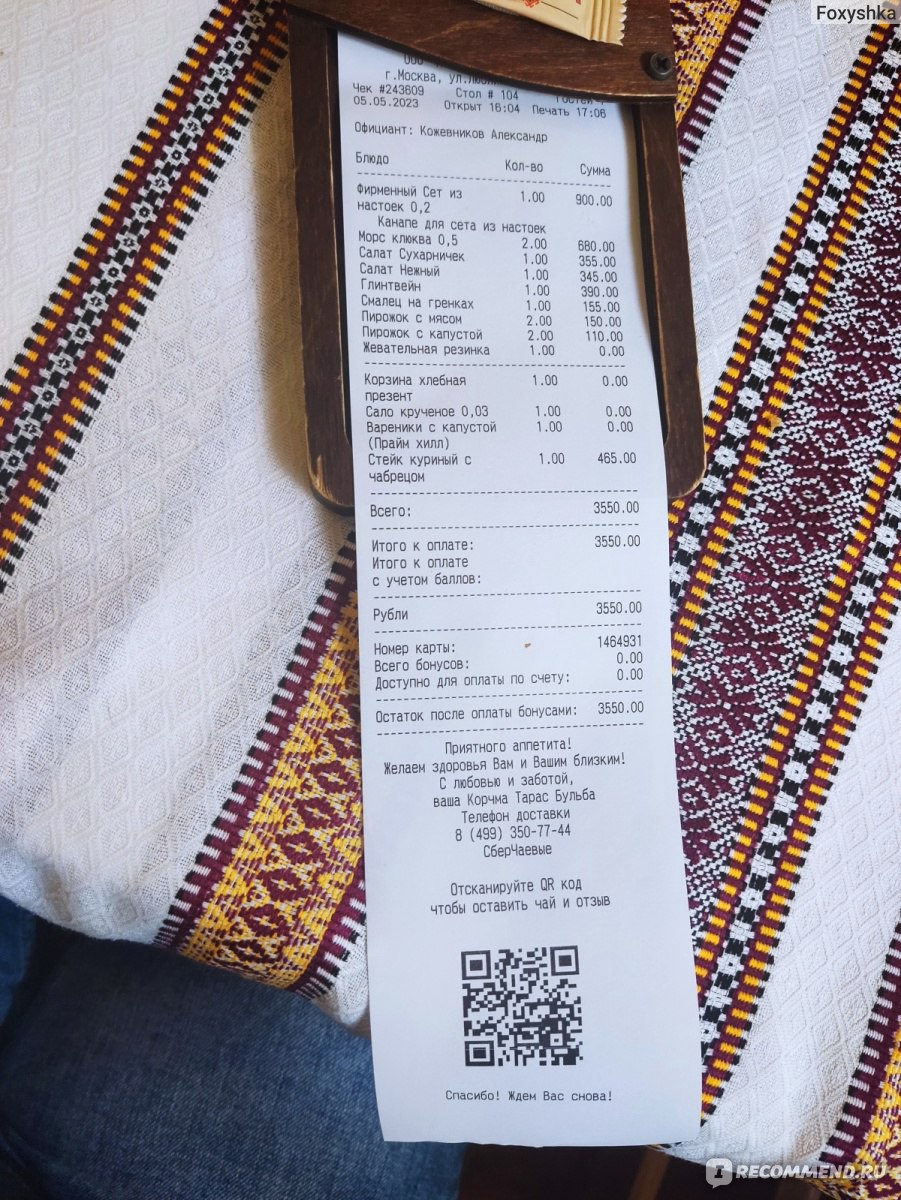 Foxyshka
г.Москва,
Чек #243609 Стол # 104
05.05.2023 Открыт 16:04 Печать 17:06
Официант: Кожевников Александр
Блюдо Кол-во Сумма
Фирменный Сет из 1.00 900.00
настоек 0,2
Канапе для сета из настоек
Морс клюква 0,5 2.00 680.00
Салат Сухарничек 1.00 355.00
Салат Нежный 1.00 345.00
Глинтвейн 1.00 390.00
Смалец на гренках 1.00 155.00
Пирожок с мясом 2.00 150.00
Пирожок с капустой 2.00 110.00
Жевательная резинка 1.00 0.00
Корзина хлебная 1.00 0.00
презент
Сало крученое 0,03 1.00 0.00
Вареники с капустой 1.00 0.00
(Прайм хилл)
Стейк куриный с 1.00 465.00
чабрецом
Всего: 3550.00
Итого к оплате: 3550.00
Итого к оплате
с учетом баллов:
Рубли 3550.00
Номер карты: 1464931
Всего бонусов: 0.00
Доступно для оплаты по счету: 0.00
Остаток после оплаты бонусами: 3550.00
Приятного аппетита!
Желаем здоровья Вам и Вашим близким!
С любовью и заботой,
ваша Корчма Тарас Бульба
Телефон доставки
8 (499) 350-77-44
СберЧаевые
Отсканируйте QR код
чтобы оставить чай и отзыв
Спасибо! Ждем Вас снова!
RECOMMEND.RU